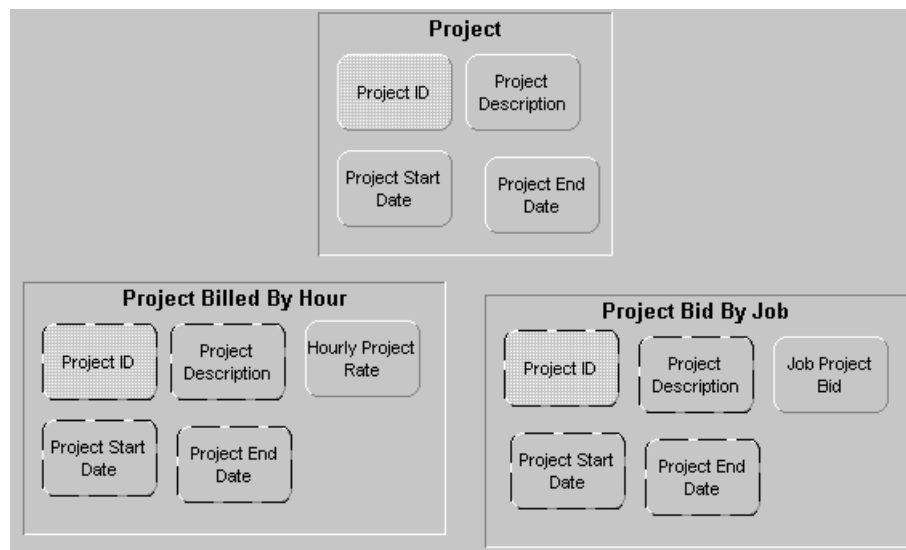 Project
Project ID
Project
Description
Project Start
Date
Project End
Date
Project Billed By Hour
Project ID
Project
Description
Hourly Project
Rate
Project Start
Date
Project End
Date
Project Bid By Job
Project ID
Project
Description
Job Project
Bid
Project Start
Date
Project End
Date